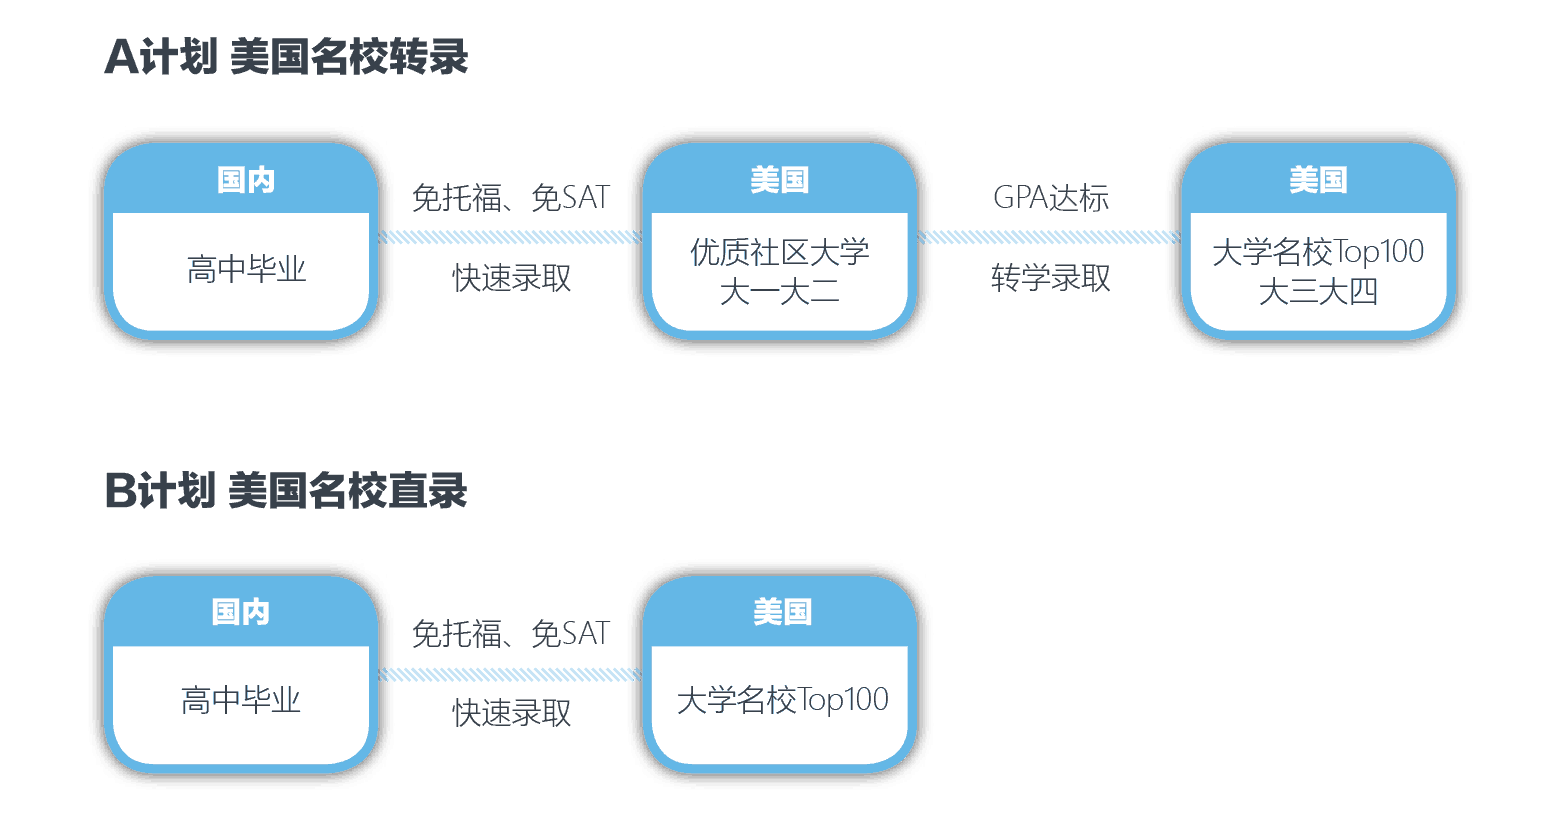 A计划 美国名校转录
国内
高中毕业
免托福、免SAT
快速录取
美国
优质社区大学
大一大二
GPA达标
转学录取
美国
大学名校Top100
大三大四
B计划 美国名校直录
国内
高中毕业
免托福、免SAT
快速录取
美国
大学名校Top100